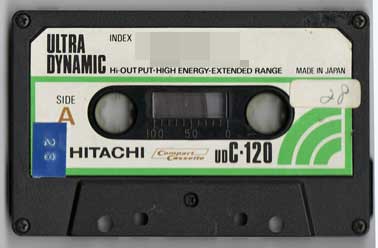 ULTRA
DYNAMIC
INDEX
Hi-OUTPUT·HIGH ENERGY·EXTENDED RANGE
MADE IN JAPAN
SIDE
A
28
100 50 0
28
HITACHI
Compact
Cassette
UDC·120